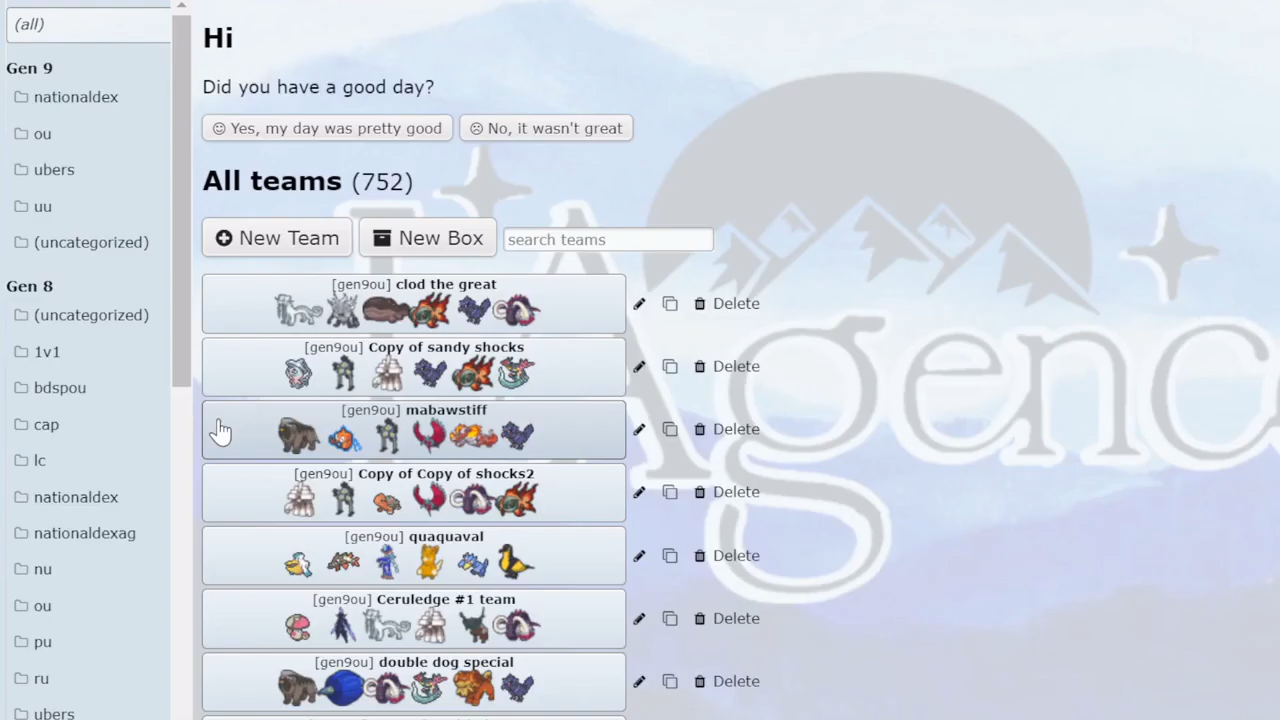 (all)
Gen 9
nationaldex
ou
ubers
uu
(uncategorized)
Gen 8
(uncategorized)
1v1
bdspou
cap
lc
nationaldex
nationaldexag
nu
ou
pu
ru
ubers
Hi
Did you have a good day?
Yes, my day was pretty good
No, it wasn't great
All teams (752)
New Team
New Box
search teams
[gen9ou] clod the great
Delete
[gen9ou] Copy of sandy shocks
Delete
[gen9ou] mabawstiff
Delete
[gen9ou] Copy of Copy of shocks2
Delete
[gen9ou] quaquaval
Delete
[gen9ou] Ceruledge #1 team
Delete
[gen9ou] double dog special
Delete